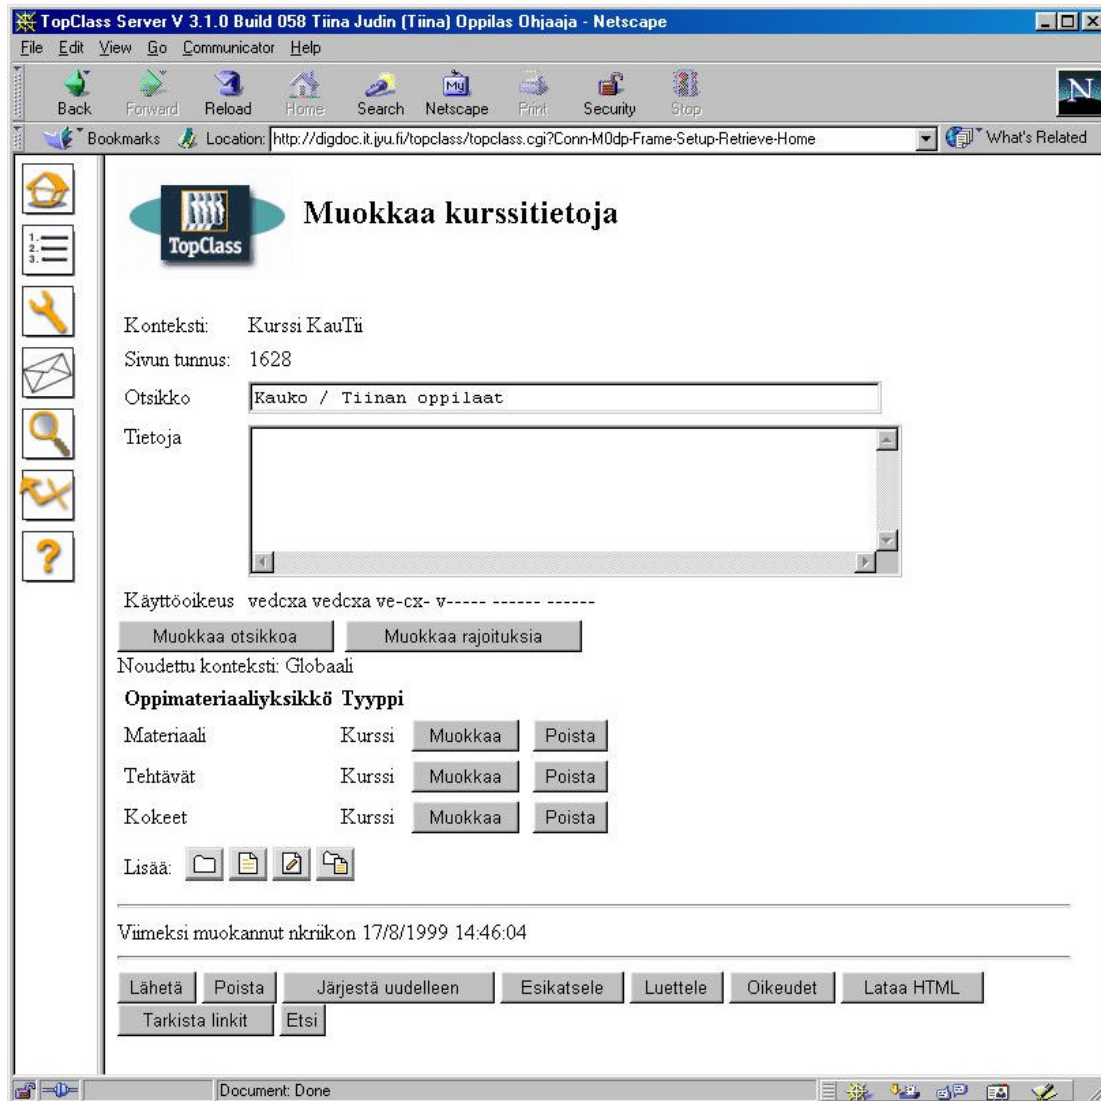 TopClass Server V 3.1.0 Build 058 Tiina Judin (Tiina) Oppilas Ohjaaja - Netscape
File Edit View Go Communicator Help
My
N
Back Forward Reload Home Search Netscape Print Security Stop
Bookmarks Location: http://digdoc.it.jyu.fi/topclass/topclass.cgi?Conn-M0dp-Frame-Setup-Retrieve-Home What's Related
TopClass
Muokkaa kurssitietoja
1.
2.
3.
Konteksti: Kurssi KauTii
Sivun tunnus: 1628
Otsikko Kauko / Tiinan oppilaat
Tietoja
Käyttöoikeus vedcxa vedcxa ve-cx- v----- ------ ------
Muokkaa otsikkoa Muokkaa rajoituksia
Noudettu konteksti: Globaali
Oppimateriaaliyksikkö Tyyppi
Materiaali Kurssi Muokkaa Poista
Tehtävät Kurssi Muokkaa Poista
Kokeet Kurssi Muokkaa Poista
Lisää:
Viimeksi muokannut nkriikon 17/8/1999 14:46:04
Lähetä Poista Järjestä uudelleen Esikatsele Luettele Oikeudet Lataa HTML
Tarkista linkit Etsi
Document: Done